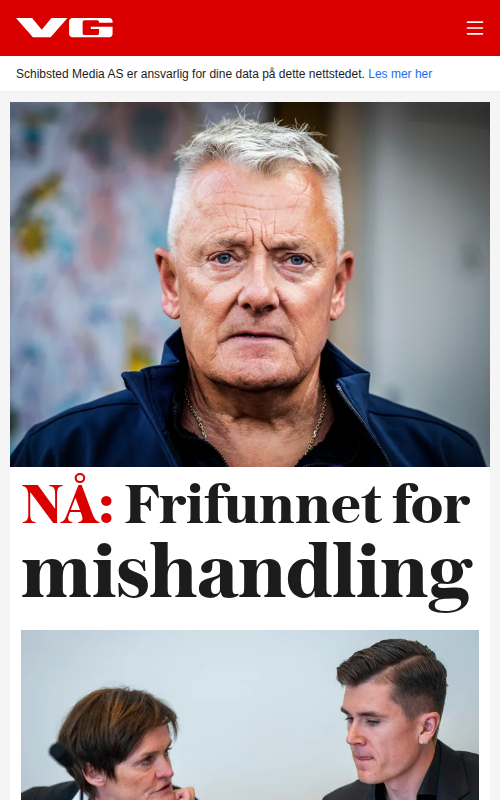 VG
Schibsted Media AS er ansvarlig for dine data på dette nettstedet. Les mer her
NÅ: Frifunnet for
mishandling